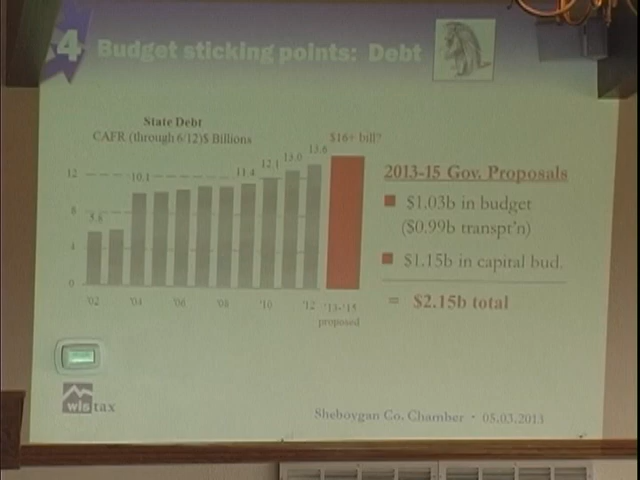 4 Budget sticking points: Debt
State Debt
CAFR (through 6/12)$ Billions
$16+ bill?
13.6
13.0
12.1
11.4
10.1
5.8
12
8
4
0
'02 '04 '06 '08 '10 '12 '13-'15
proposed
2013-15 Gov. Proposals
$1.03b in budget
($0.99b transpt'n)
$1.15b in capital bud.
= $2.15b total
wis tax
Sheboygan Co. Chamber · 05.03.2013